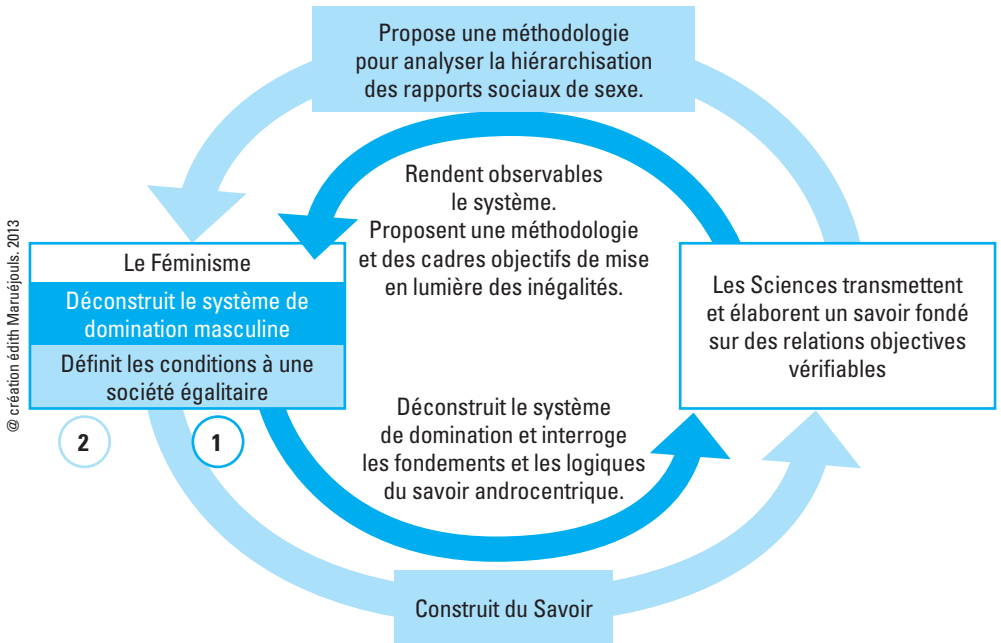 Propose une méthodologie
pour analyser la hiérarchisation
des rapports sociaux de sexe.
Rendent observables
le système.
Proposent une méthodologie
et des cadres objectifs de mise
en lumière des inégalités.
@ création édith Maruéjouls. 2013
Le Féminisme
Déconstruit le système de
domination masculine
Définit les conditions à une
société égalitaire
Les Sciences transmettent
et élaborent un savoir fondé
sur des relations objectives
vérifiables
2
1
Déconstruit le système
de domination et interroge
les fondements et les logiques
du savoir androcentrique.
Construit du Savoir